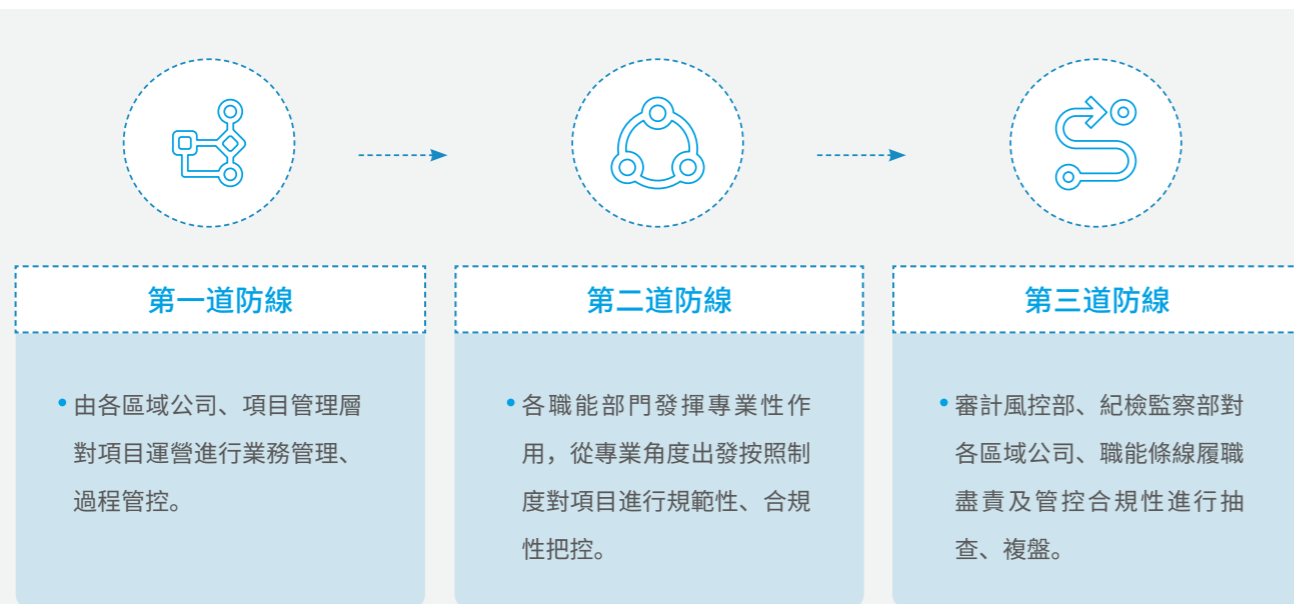 第一道防線
由各區域公司、項目管理層
對項目運營進行業務管理、
過程管控。
第二道防線
各職能部門發揮專業性作
用，從專業角度出發按照制
度對項目進行規範性、合規
性把控。
第三道防線
審計風控部、紀檢監察部對
各區域公司、職能條線履職
盡責及管控合規性進行抽
查、複盤。